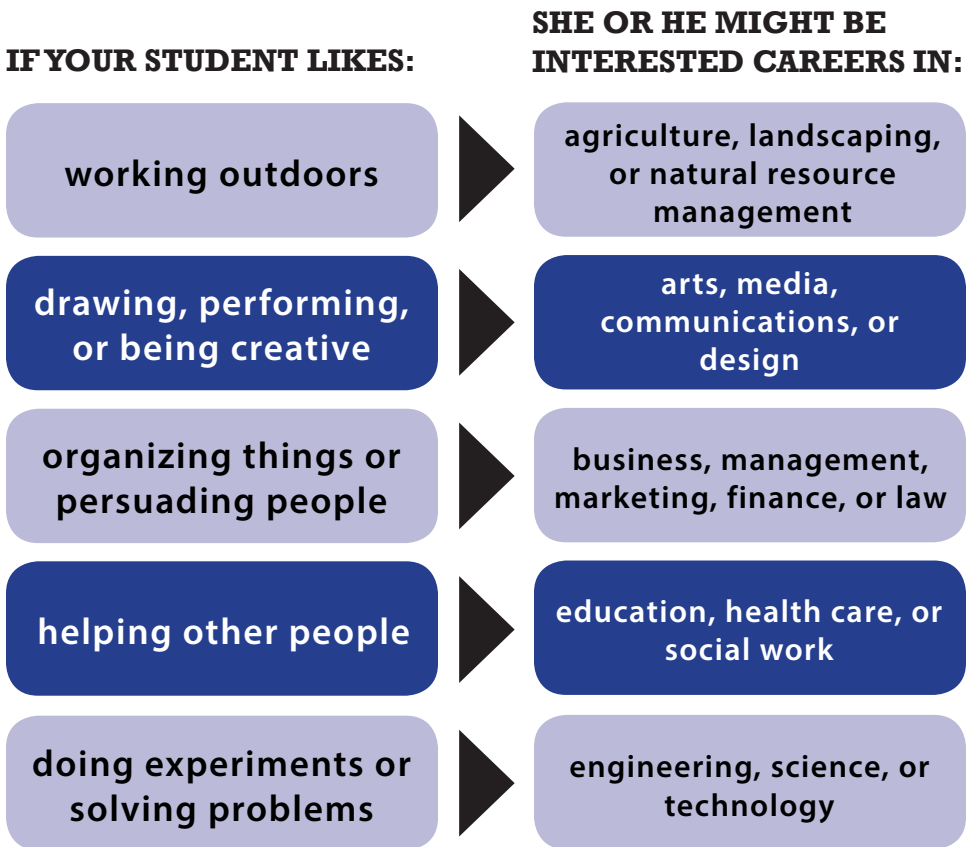 IF YOUR STUDENT LIKES:
SHE OR HE MIGHT BE
INTERESTED CAREERS IN:
working outdoors
agriculture, landscaping,
or natural resource
management
drawing, performing,
or being creative
arts, media,
communications, or
design
organizing things or
persuading people
business, management,
marketing, finance, or law
helping other people
education, health care, or
social work
doing experiments or
solving problems
engineering, science, or
technology